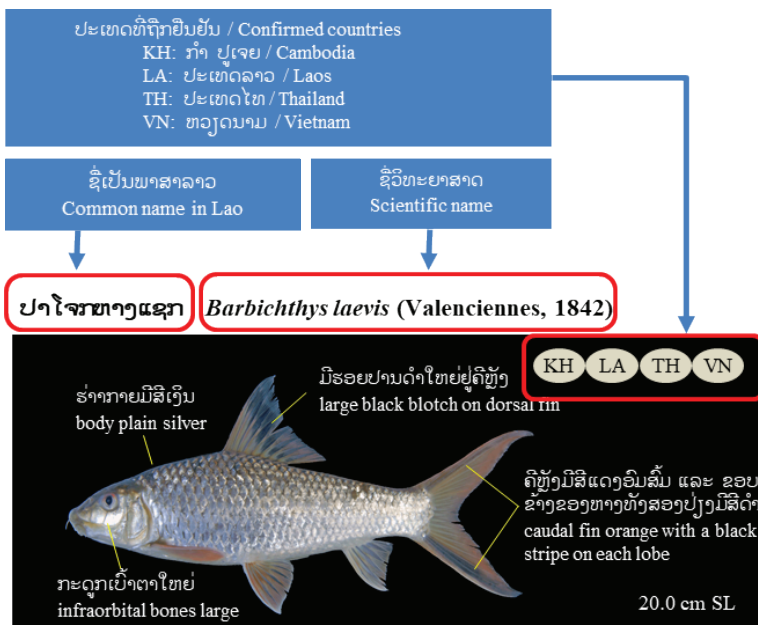 ປະເທດທີ່ຖືກຢືນຢັນ / Confirmed countries
KH: ກຳ ປູເຈຍ / Cambodia
LA: ປະເທດລາວ / Laos
TH: ປະເທດໄທ / Thailand
VN: ຫວຽດນາມ / Vietnam
ຊື່ເປັນພາສາລາວ
Common name in Lao
ຊື່ວິທະຍາສາດ
Scientific name
ປາໂຈກຫາງແຊກ
Barbichthys laevis (Valenciennes, 1842)
KH LA TH VN
ຮ່າງກາຍມີສີເງິນ
body plain silver
ມີຮອຍປານດຳໃຫຍ່ຢູ່ຄີຫຼັງ
large black blotch on dorsal fin
ຄີຫຼັງມີສີແດງອົມສົ້ມ ແລະ ຂອບ
ຂ້າງຂອງຫາງທັງສອງປ່ຽງມີສີດຳ
caudal fin orange with a black
stripe on each lobe
ກະດູກເບົ້າຕາໃຫຍ່
infraorbital bones large
20.0 cm SL